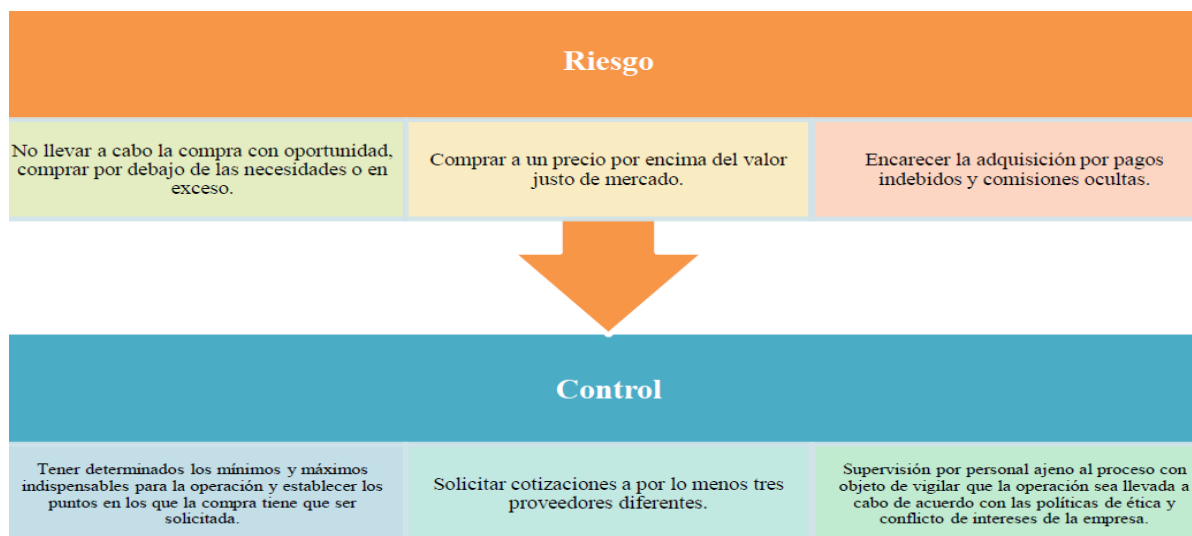 Riesgo
No llevar a cabo la compra con oportunidad,
comprar por debajo de las necesidades o en
exceso.
Comprar a un precio por encima del valor
justo de mercado.
Encarecer la adquisición por pagos
indebidos y comisiones ocultas.
Control
Tener determinados los mínimos y máximos
indispensables para la operación y establecer los
puntos en los que la compra tiene que ser
solicitada.
Solicitar cotizaciones a por lo menos tres
proveedores diferentes.
Supervisión por personal ajeno al proceso con
objeto de vigilar que la operación sea llevada a
cabo de acuerdo con las políticas de ética y
conflicto de intereses de la empresa.